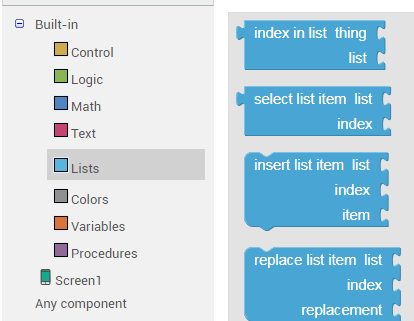 Built-in
Control
Logic
Math
Text
Lists
Colors
Variables
Procedures
Screen1
Any component
index in list thing
list
select list item list
index
insert list item list
index
item
replace list item list
index
replacement